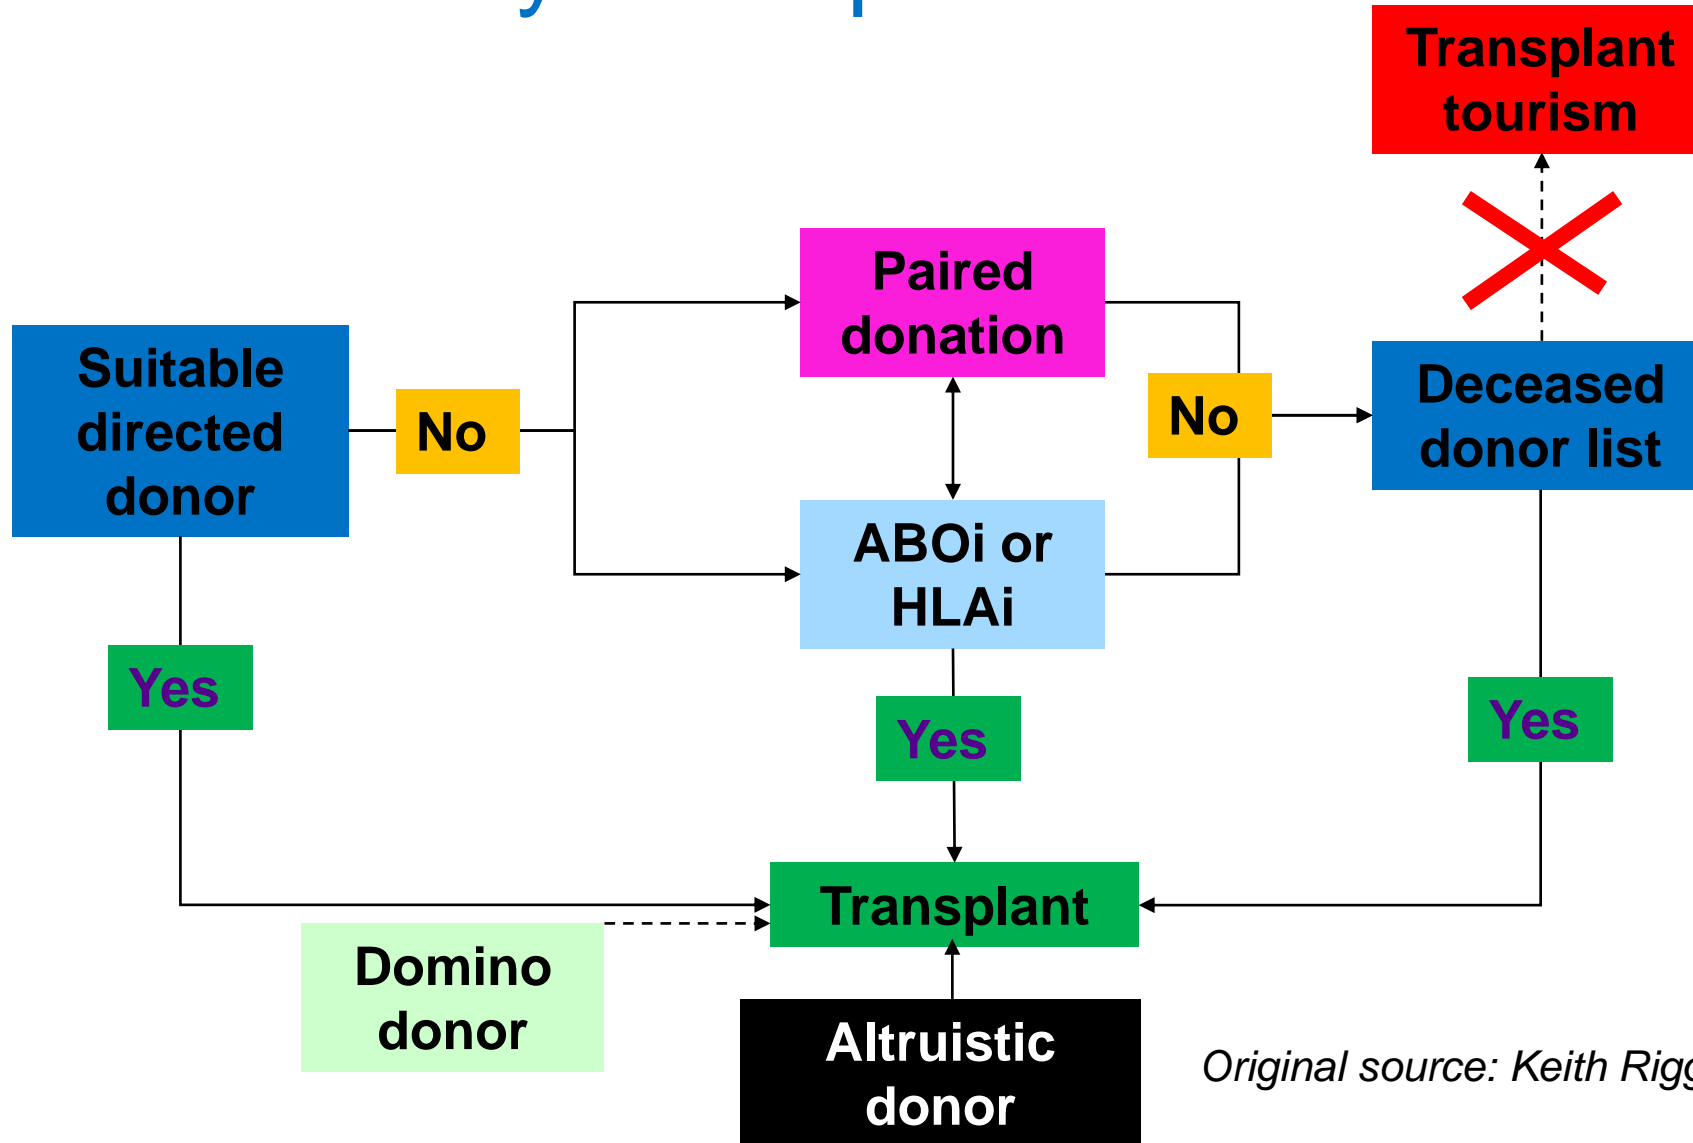 Transplant
tourism
Paired
donation
Suitable
directed
donor
No
No
Deceased
donor list
ABOi or
HLAi
Yes
Yes
Yes
Transplant
Domino
donor
Altruistic
donor
Original source: Keith Rigg